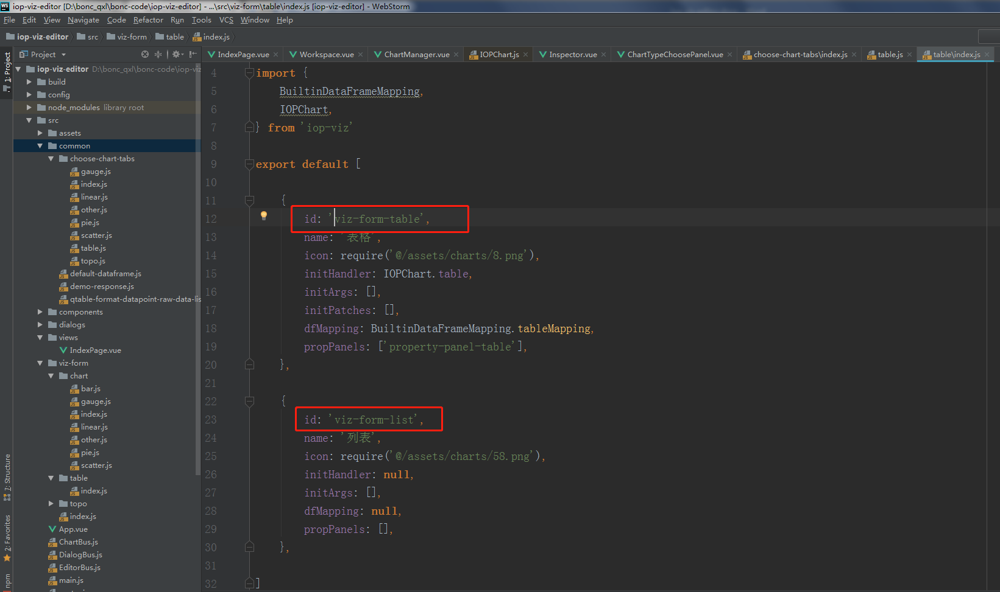 iop-viz-editor [D:\bonc_qxl\bonc-code\iop-viz-editor] - ...\src\viz-form\table\index.js [iop-viz-editor] - WebStorm
File Edit View Navigate Code Refactor Run Tools VCS Window Help
iop-viz-editor src viz-form table index.js
Project
IndexPage.vue Workspace.vue ChartManager.vue IOPChart.js Inspector.vue ChartTypeChoosePanel.vue choose-chart-tabs\index.js table.js table\index.js
1: Project
7: Structure
2: Favorites
npm
iop-viz-editor D:\bonc_qxl\bonc-code\iop-viz
build
config
node_modules library root
src
assets
common
choose-chart-tabs
gauge.js
index.js
linear.js
other.js
pie.js
scatter.js
table.js
topo.js
default-dataframe.js
demo-response.js
qtable-format-datapoint-raw-data-lis
components
dialogs
views
IndexPage.vue
viz-form
chart
bar.js
gauge.js
index.js
linear.js
other.js
pie.js
scatter.js
table
index.js
topo
index.js
App.vue
ChartBus.js
DialogBus.js
EditorBus.js
main.js
4 import {
5 BuiltinDataFrameMapping,
6 IOPChart,
7 } from 'iop-viz'
8
9 export default [
10
11 {
12 id: 'viz-form-table',
13 name: '表格',
14 icon: require('@/assets/charts/8.png'),
15 initHandler: IOPChart.table,
16 initArgs: [],
17 initPatches: [],
18 dfMapping: BuiltinDataFrameMapping.tableMapping,
19 propPanels: ['property-panel-table'],
20 },
21
22 {
23 id: 'viz-form-list',
24 name: '列表',
25 icon: require('@/assets/charts/58.png'),
26 initHandler: null,
27 initArgs: [],
28 dfMapping: null,
29 propPanels: [],
30 },
31
32 ]